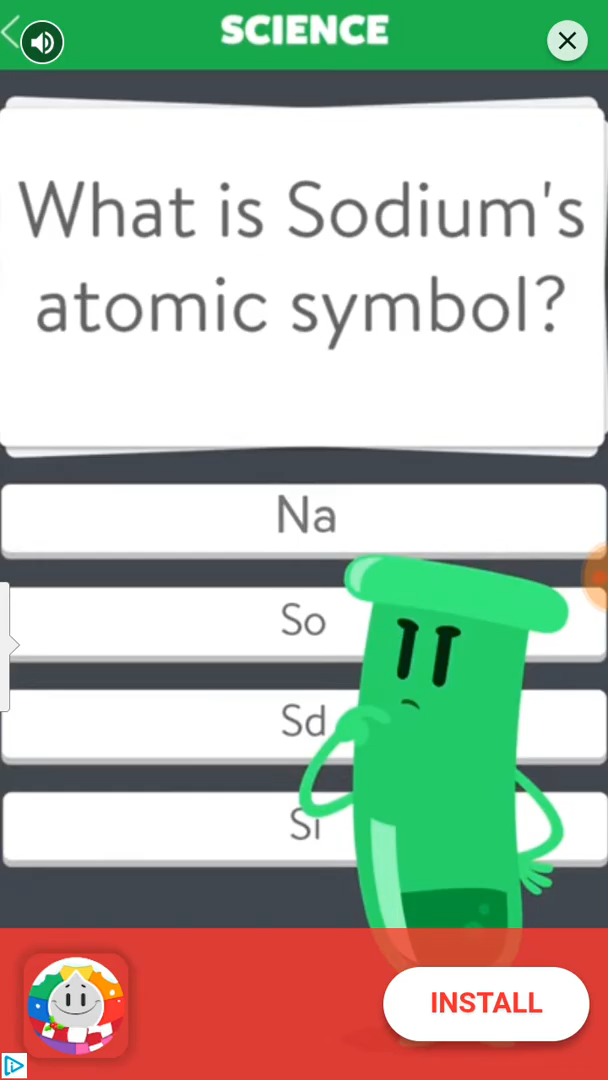 SCIENCE
What is Sodium's
atomic symbol?
Na
So
Sd
Si
INSTALL